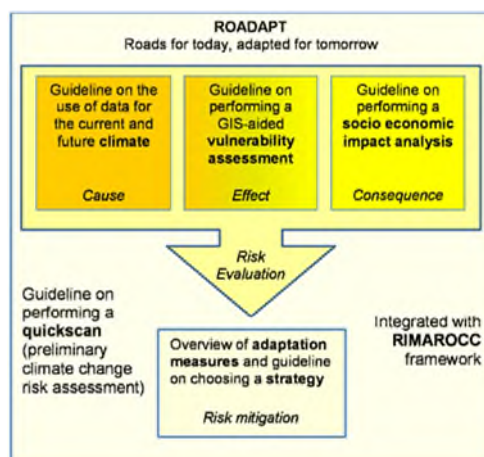 ROADAPT
Roads for today, adapted for tomorrow
Guideline on the
use of data for
the current and
future climate
Cause
Guideline on
performing a
GIS-aided
vulnerability
assessment
Effect
Guideline on
performing a
socio economic
impact analysis
Consequence
Risk
Evaluation
Guideline on
performing a
quickscan
(preliminary
climate change
risk assessment)
Overview of adaptation
measures and guideline
on choosing a strategy
Risk mitigation
Integrated with
RIMAROCC
framework